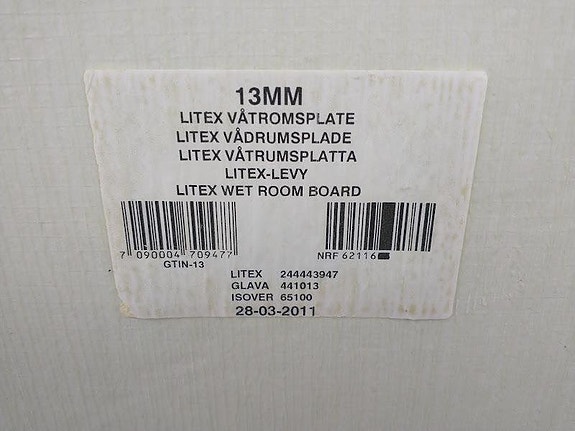 13MM
LITEX VÅTROMSPLATE
LITEX VÅDRUMSPLADE
LITEX VÅTRUMSPLATTA
LITEX-LEVY
LITEX WET ROOM BOARD
7 090004 709477 NRF 62116
GTIN-13
LITEX 244443947
GLAVA 441013
ISOVER 65100
28-03-2011